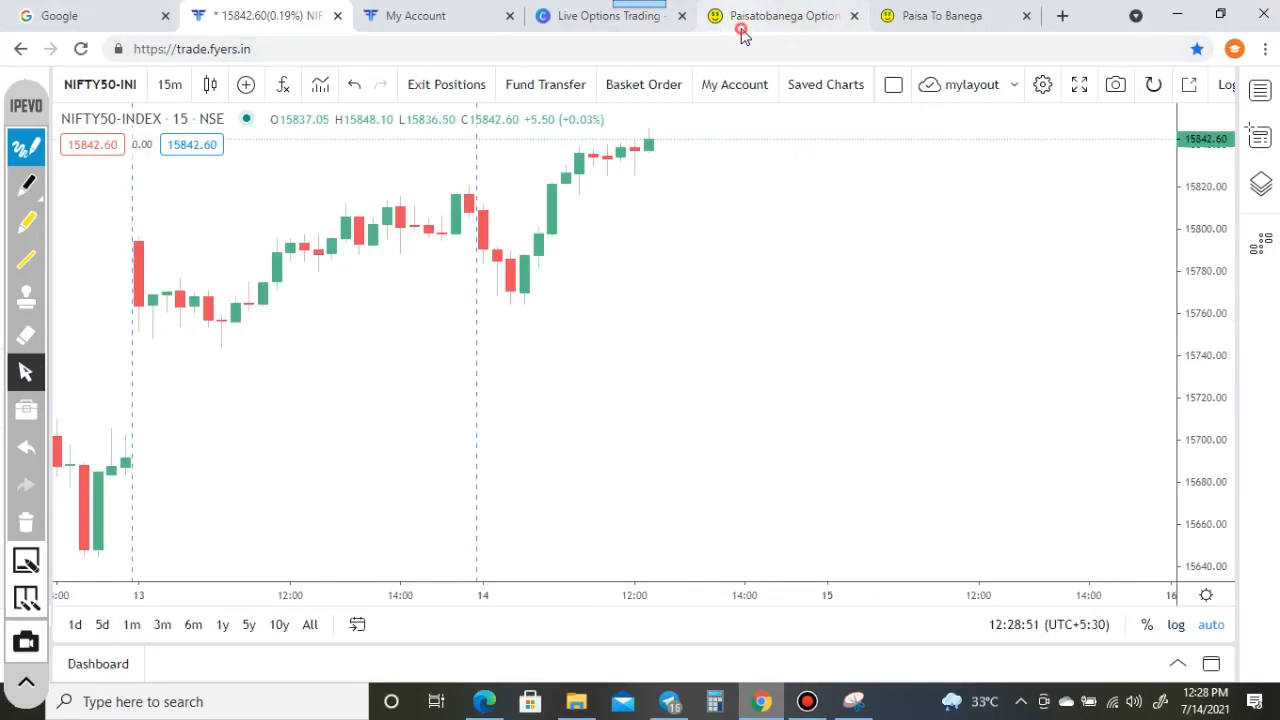 Google
* 15842.60(0.19%) NIF
My Account
Live Options Trading -
Paisatobanega Option
Paisa To Banega
https://trade.fyers.in
IPEVO
NIFTY50-INI
15m
Exit Positions
Fund Transfer
Basket Order
My Account
Saved Charts
mylayout
Log
NIFTY50-INDEX · 15 · NSE
O15837.05 H15848.10 L15836.50 C15842.60 +5.50 (+0.03%)
15842.60
0.00
15842.60
15842.60
15820.00
15800.00
15780.00
15760.00
15740.00
15720.00
15700.00
15680.00
15660.00
15640.00
:00
13
12:00
14:00
14
12:00
14:00
15
12:00
14:00
16
1d 5d 1m 3m 6m 1y 5y 10y All
12:28:51 (UTC+5:30)
% log auto
Dashboard
Type here to search
16
33°C
12:28 PM
7/14/2021